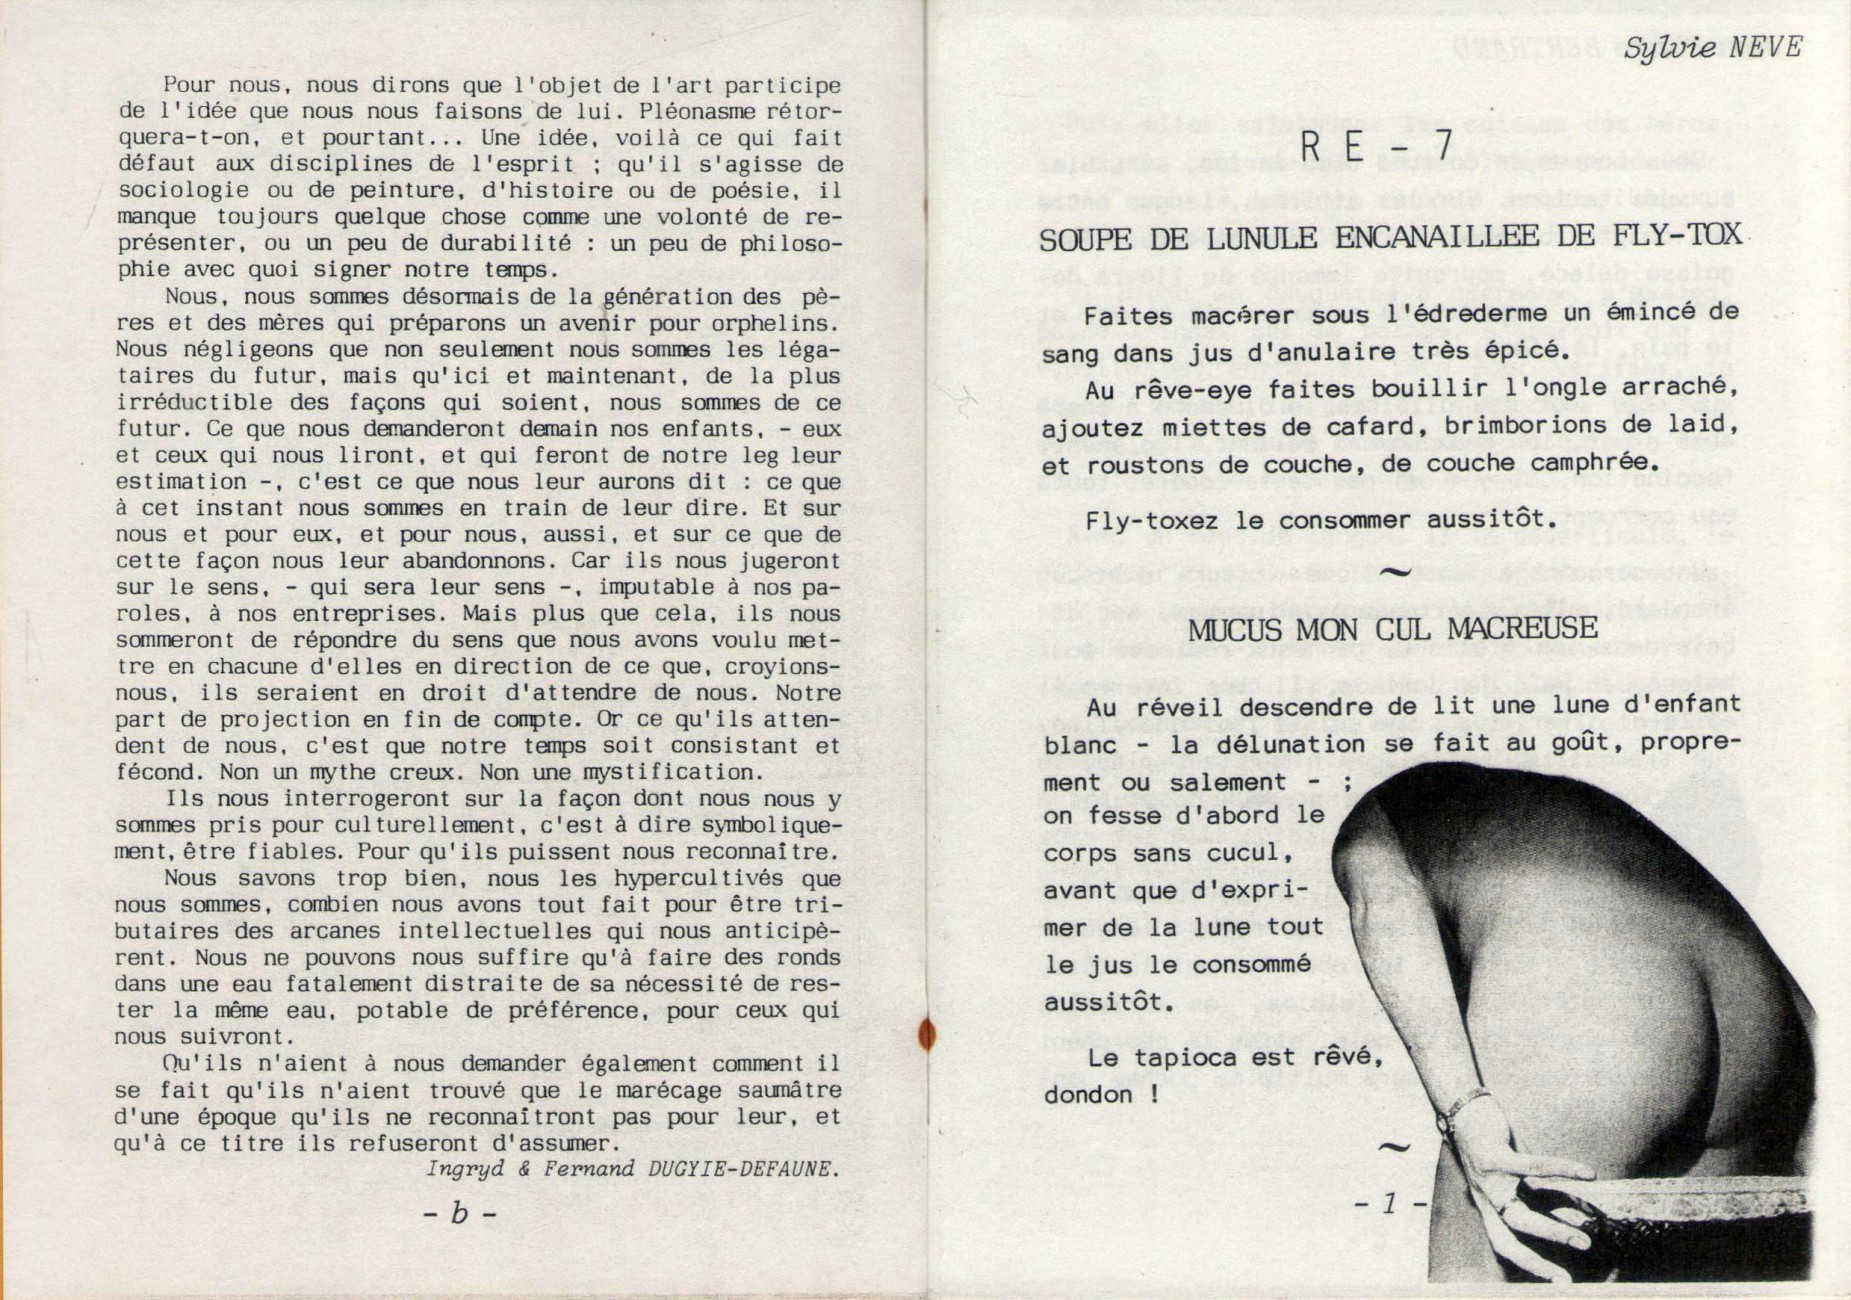 Pour nous, nous dirons que l'objet de l'art participe
de l'idée que nous nous faisons de lui. Pléonasme rétor-
quera-t-on, et pourtant... Une idée, voilà ce qui fait
défaut aux disciplines de l'esprit ; qu'il s'agisse de
sociologie ou de peinture, d'histoire ou de poésie, il
manque toujours quelque chose comme une volonté de re-
présenter, ou un peu de durabilité : un peu de philoso-
phie avec quoi signer notre temps.
Nous, nous sommes désormais de la génération des pè-
res et des mères qui préparons un avenir pour orphelins.
Nous négligeons que non seulement nous sommes les léga-
taires du futur, mais qu'ici et maintenant, de la plus
irréductible des façons qui soient, nous sommes de ce
futur. Ce que nous demanderont demain nos enfants, - eux
et ceux qui nous liront, et qui feront de notre leg leur
estimation -, c'est ce que nous leur aurons dit : ce que
à cet instant nous sommes en train de leur dire. Et sur
nous et pour eux, et pour nous, aussi, et sur ce que de
cette façon nous leur abandonnons. Car ils nous jugeront
sur le sens, - qui sera leur sens -, imputable à nos pa-
roles, à nos entreprises. Mais plus que cela, ils nous
sommeront de répondre du sens que nous avons voulu met-
tre en chacune d'elles en direction de ce que, croyions-
nous, ils seraient en droit d'attendre de nous. Notre
part de projection en fin de compte. Or ce qu'ils atten-
dent de nous, c'est que notre temps soit consistant et
fécond. Non un mythe creux. Non une mystification.
Ils nous interrogeront sur la façon dont nous nous y
sommes pris pour culturellement, c'est à dire symbolique-
ment, être fiables. Pour qu'ils puissent nous reconnaître.
Nous savons trop bien, nous les hypercultivés que
nous sommes, combien nous avons tout fait pour être tri-
butaires des arcanes intellectuelles qui nous anticipè-
rent. Nous ne pouvons nous suffire qu'à faire des ronds
dans une eau fatalement distraite de sa nécessité de res-
ter la même eau, potable de préférence, pour ceux qui
nous suivront.
Qu'ils n'aient à nous demander également comment il
se fait qu'ils n'aient trouvé que le marécage saumâtre
d'une époque qu'ils ne reconnaîtront pas pour leur, et
qu'à ce titre ils refuseront d'assumer.
Ingryd & Fernand DUGYIE-DEFAUNE.
- b -
Sylvie NEVE
RE - 7
SOUPE DE LUNULE ENCANAILLEE DE FLY-TOX
Faites macérer sous l'édrederme un émincé de
sang dans jus d'anulaire très épicé.
Au rêve-eye faites bouillir l'ongle arraché,
ajoutez miettes de cafard, brimborions de laid,
et roustons de couche, de couche camphrée.
Fly-toxez le consommer aussitôt.
~
MUCUS MON CUL MACREUSE
Au réveil descendre de lit une lune d'enfant
blanc - la délunation se fait au goût, propre-
ment ou salement - ;
on fesse d'abord le
corps sans cucul,
avant que d'expri-
mer de la lune tout
le jus le consommé
aussitôt.
Le tapioca est rêvé,
dondon !
~
- 1 -